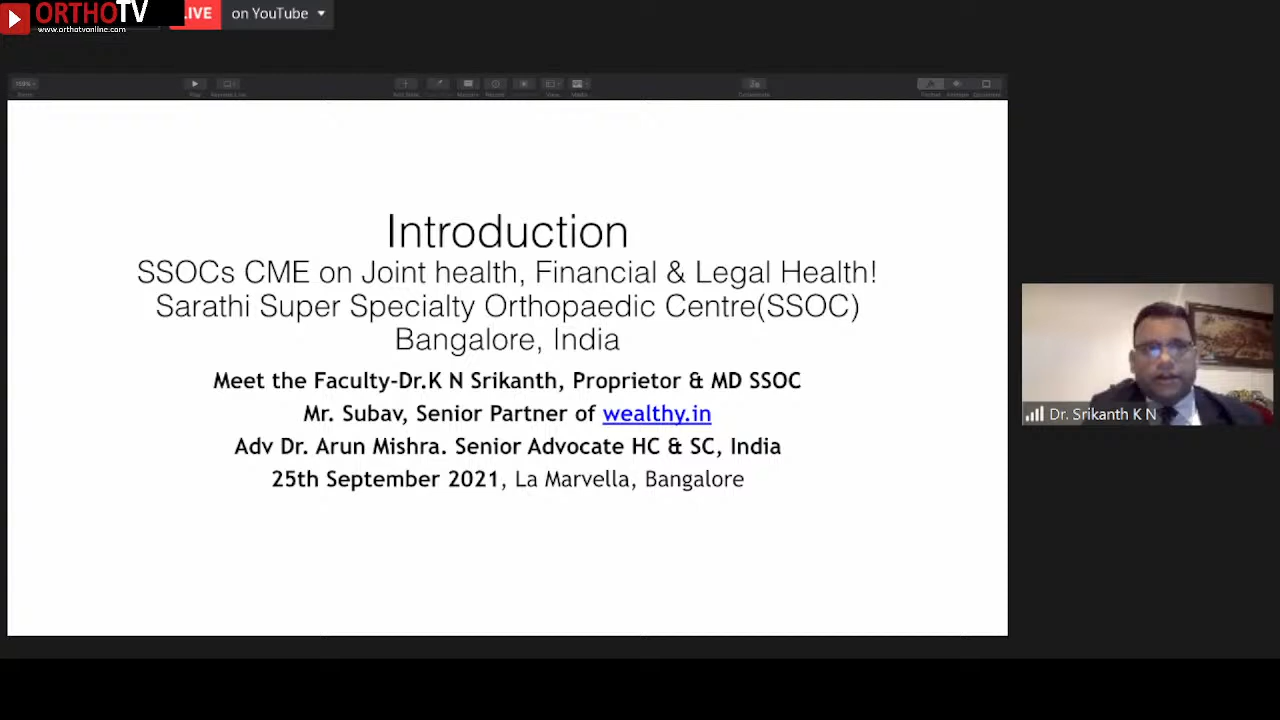 ORTHOTV
www.orthotvonline.com
LIVE
on YouTube
Introduction
SSOCs CME on Joint health, Financial & Legal Health!
Sarathi Super Specialty Orthopaedic Centre(SSOC)
Bangalore, India
Meet the Faculty-Dr.K N Srikanth, Proprietor & MD SSOC
Mr. Subav, Senior Partner of wealthy.in
Adv Dr. Arun Mishra. Senior Advocate HC & SC, India
25th September 2021, La Marvella, Bangalore
Dr. Srikanth K N